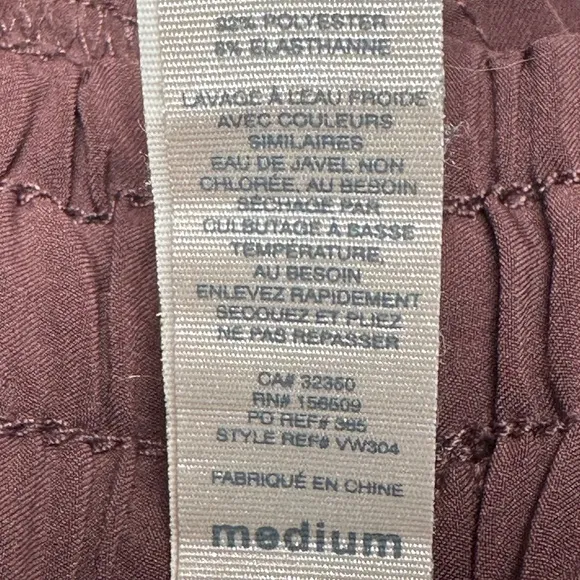 92% POLYESTER
8% ELASTHANNE
LAVAGE À L'EAU FROIDE
AVEC COULEURS
SIMILAIRES
EAU DE JAVEL NON
CHLORÉE, AU BESOIN
SÉCHAGE PAR
CULBUTAGE À BASSE
TEMPÉRATURE,
AU BESOIN
ENLEVEZ RAPIDEMENT
SECOUEZ ET PLIEZ
NE PAS REPASSER
CA# 32350
RN# 156509
PO REF# 385
STYLE REF# VW304
FABRIQUÉ EN CHINE
medium